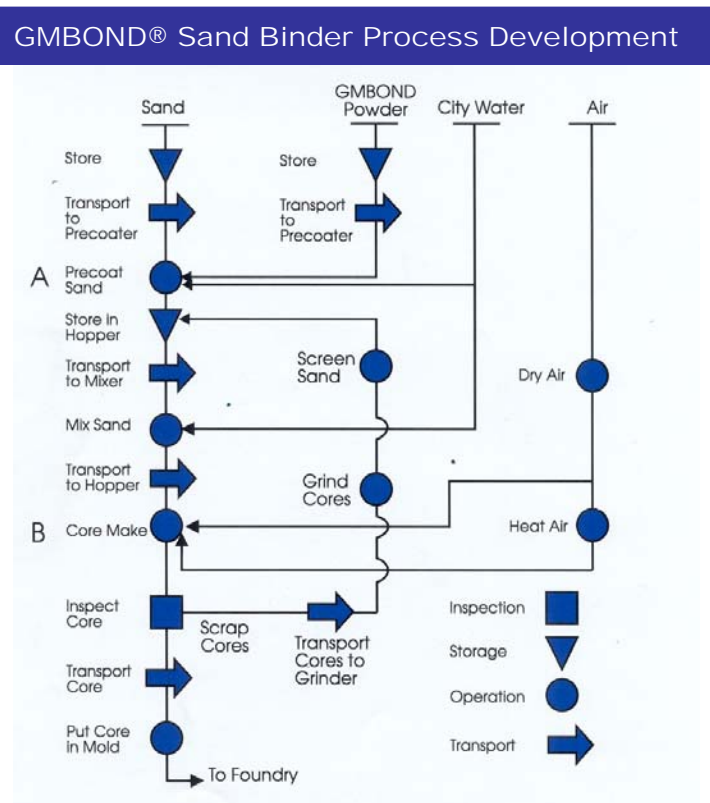 GMBOND® Sand Binder Process Development
Sand
GMBOND
Powder
City Water
Air
Store
Store
Transport
to
Precoater
Transport
to
Precoater
A
Precoat
Sand
Store in
Hopper
Screen
Sand
Transport
to Mixer
Dry Air
Mix Sand
Transport
to Hopper
Grind
Cores
B
Core Make
Heat Air
Inspect
Core
Scrap
Cores
Transport
Cores to
Grinder
Inspection
Storage
Transport
Core
Operation
Put Core
in Mold
Transport
To Foundry